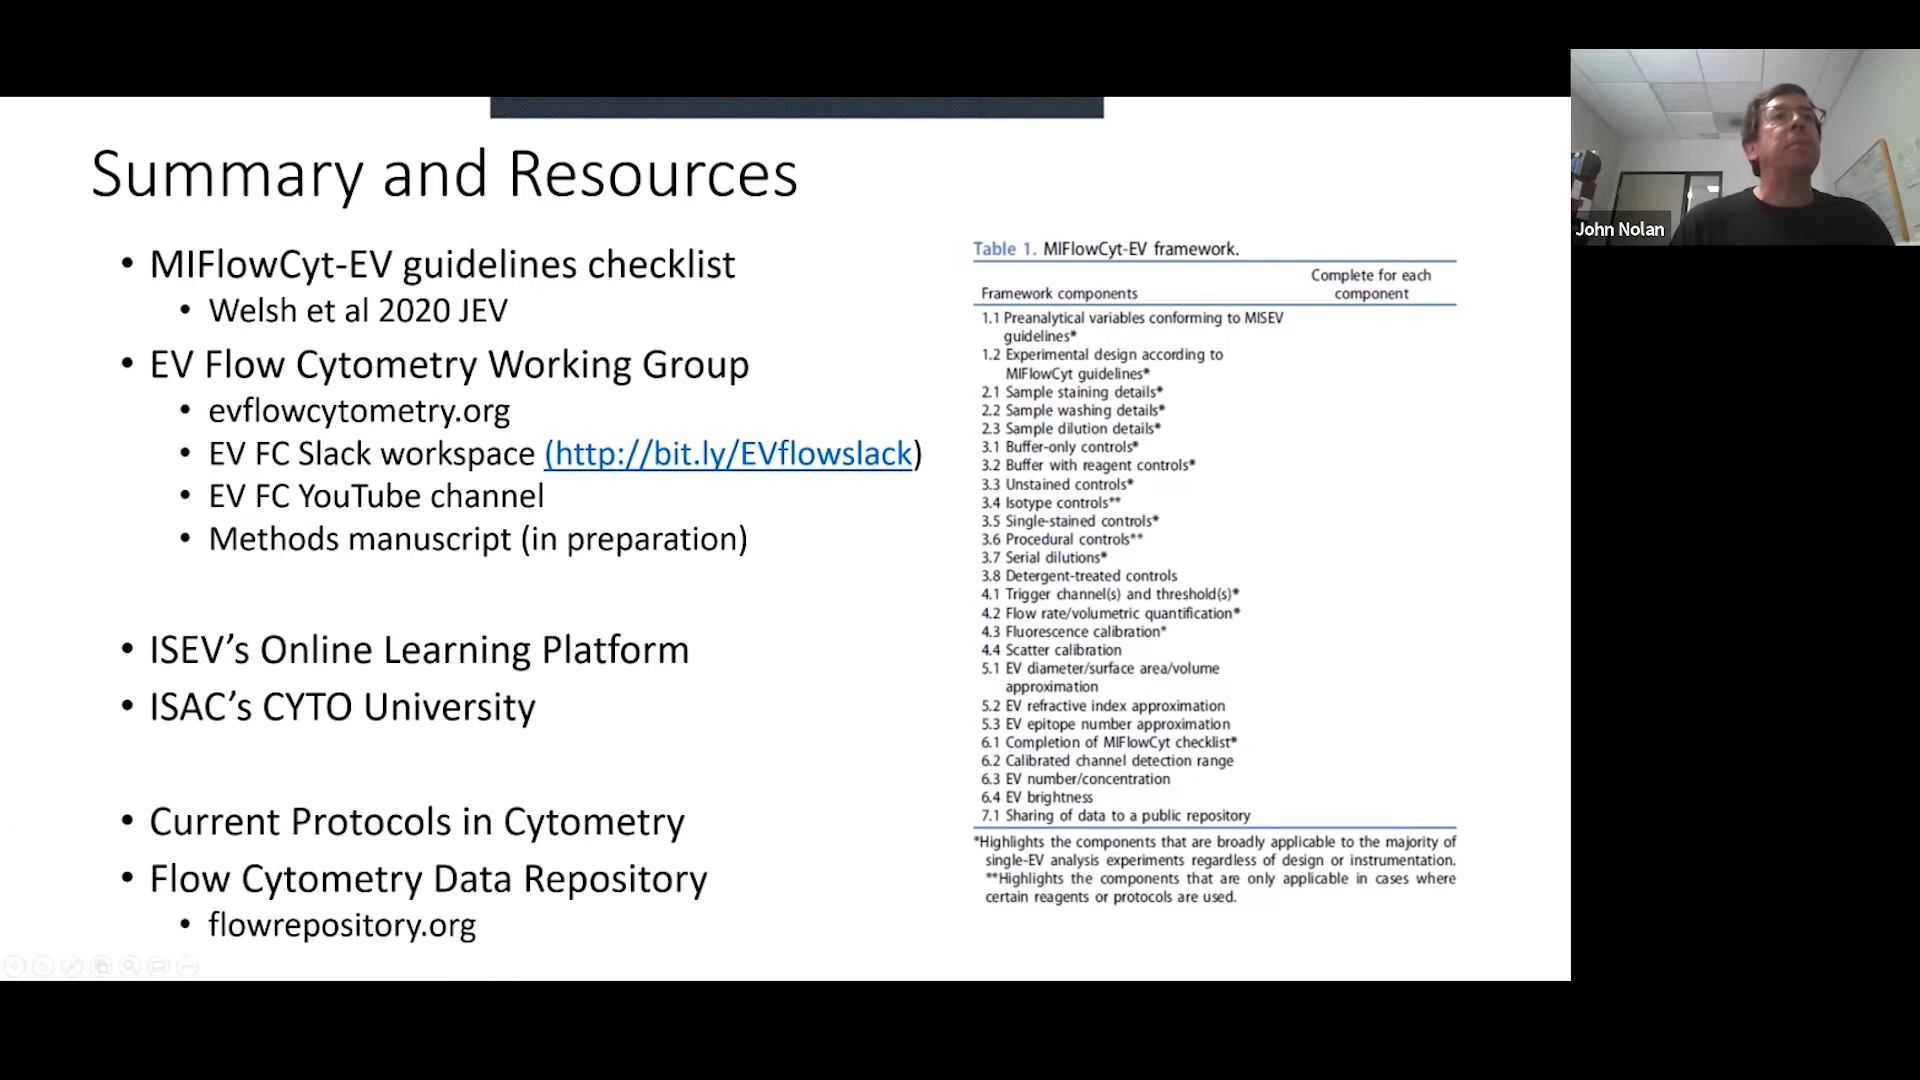 Summary and Resources
• MIFlowCyt-EV guidelines checklist
• Welsh et al 2020 JEV
• EV Flow Cytometry Working Group
• evflowcytometry.org
• EV FC Slack workspace (http://bit.ly/EVflowslack)
• EV FC YouTube channel
• Methods manuscript (in preparation)
• ISEV’s Online Learning Platform
• ISAC’s CYTO University
• Current Protocols in Cytometry
• Flow Cytometry Data Repository
• flowrepository.org
Table 1. MIFlowCyt-EV framework.
Complete for each
Framework components component
1.1 Preanalytical variables conforming to MISEV
guidelines*
1.2 Experimental design according to
MIFlowCyt guidelines*
2.1 Sample staining details*
2.2 Sample washing details*
2.3 Sample dilution details*
3.1 Buffer-only controls*
3.2 Buffer with reagent controls*
3.3 Unstained controls*
3.4 Isotype controls**
3.5 Single-stained controls*
3.6 Procedural controls**
3.7 Serial dilutions*
3.8 Detergent-treated controls
4.1 Trigger channel(s) and threshold(s)*
4.2 Flow rate/volumetric quantification*
4.3 Fluorescence calibration*
4.4 Scatter calibration
5.1 EV diameter/surface area/volume
approximation
5.2 EV refractive index approximation
5.3 EV epitope number approximation
6.1 Completion of MIFlowCyt checklist*
6.2 Calibrated channel detection range
6.3 EV number/concentration
6.4 EV brightness
7.1 Sharing of data to a public repository
*Highlights the components that are broadly applicable to the majority of
single-EV analysis experiments regardless of design or instrumentation.
**Highlights the components that are only applicable in cases where
certain reagents or protocols are used.
John Nolan